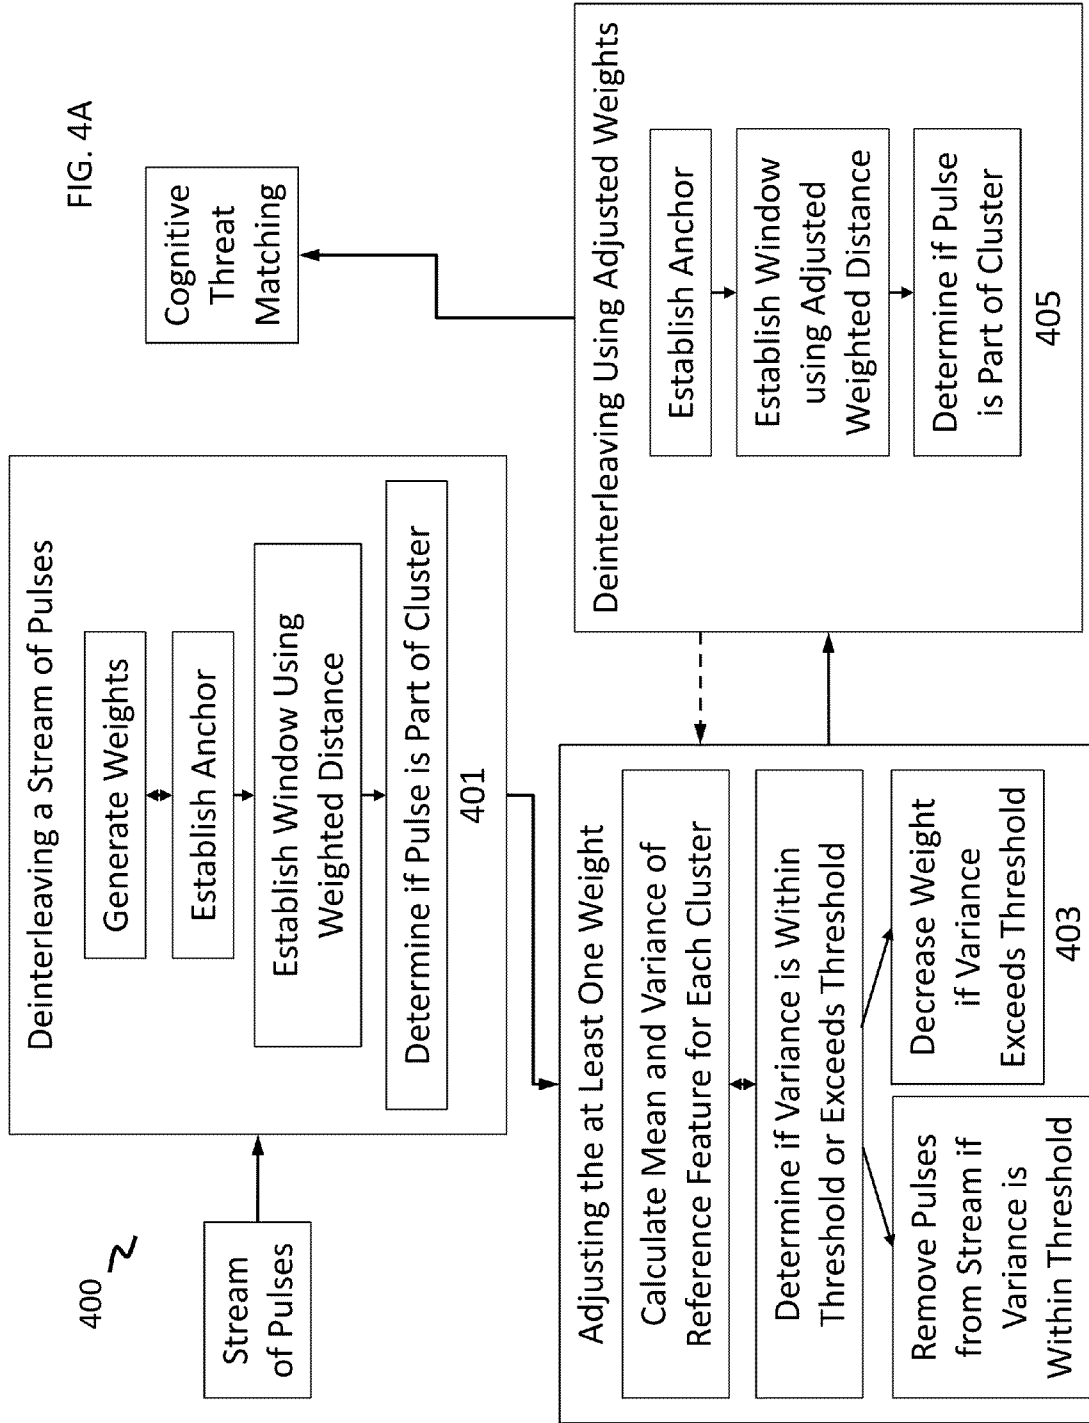 FIG. 4A
400
Stream
of Pulses
Deinterleaving a Stream of Pulses
Generate Weights
Establish Anchor
Establish Window Using
Weighted Distance
Determine if Pulse is Part of Cluster
401
Adjusting the at Least One Weight
Calculate Mean and Variance of
Reference Feature for Each Cluster
Determine if Variance is Within
Threshold or Exceeds Threshold
Remove Pulses
from Stream if
Variance is
Within Threshold
Decrease Weight
if Variance
Exceeds Threshold
403
Deinterleaving Using Adjusted Weights
Establish Anchor
Establish Window
using Adjusted
Weighted Distance
Determine if Pulse
is Part of Cluster
405
Cognitive
Threat
Matching